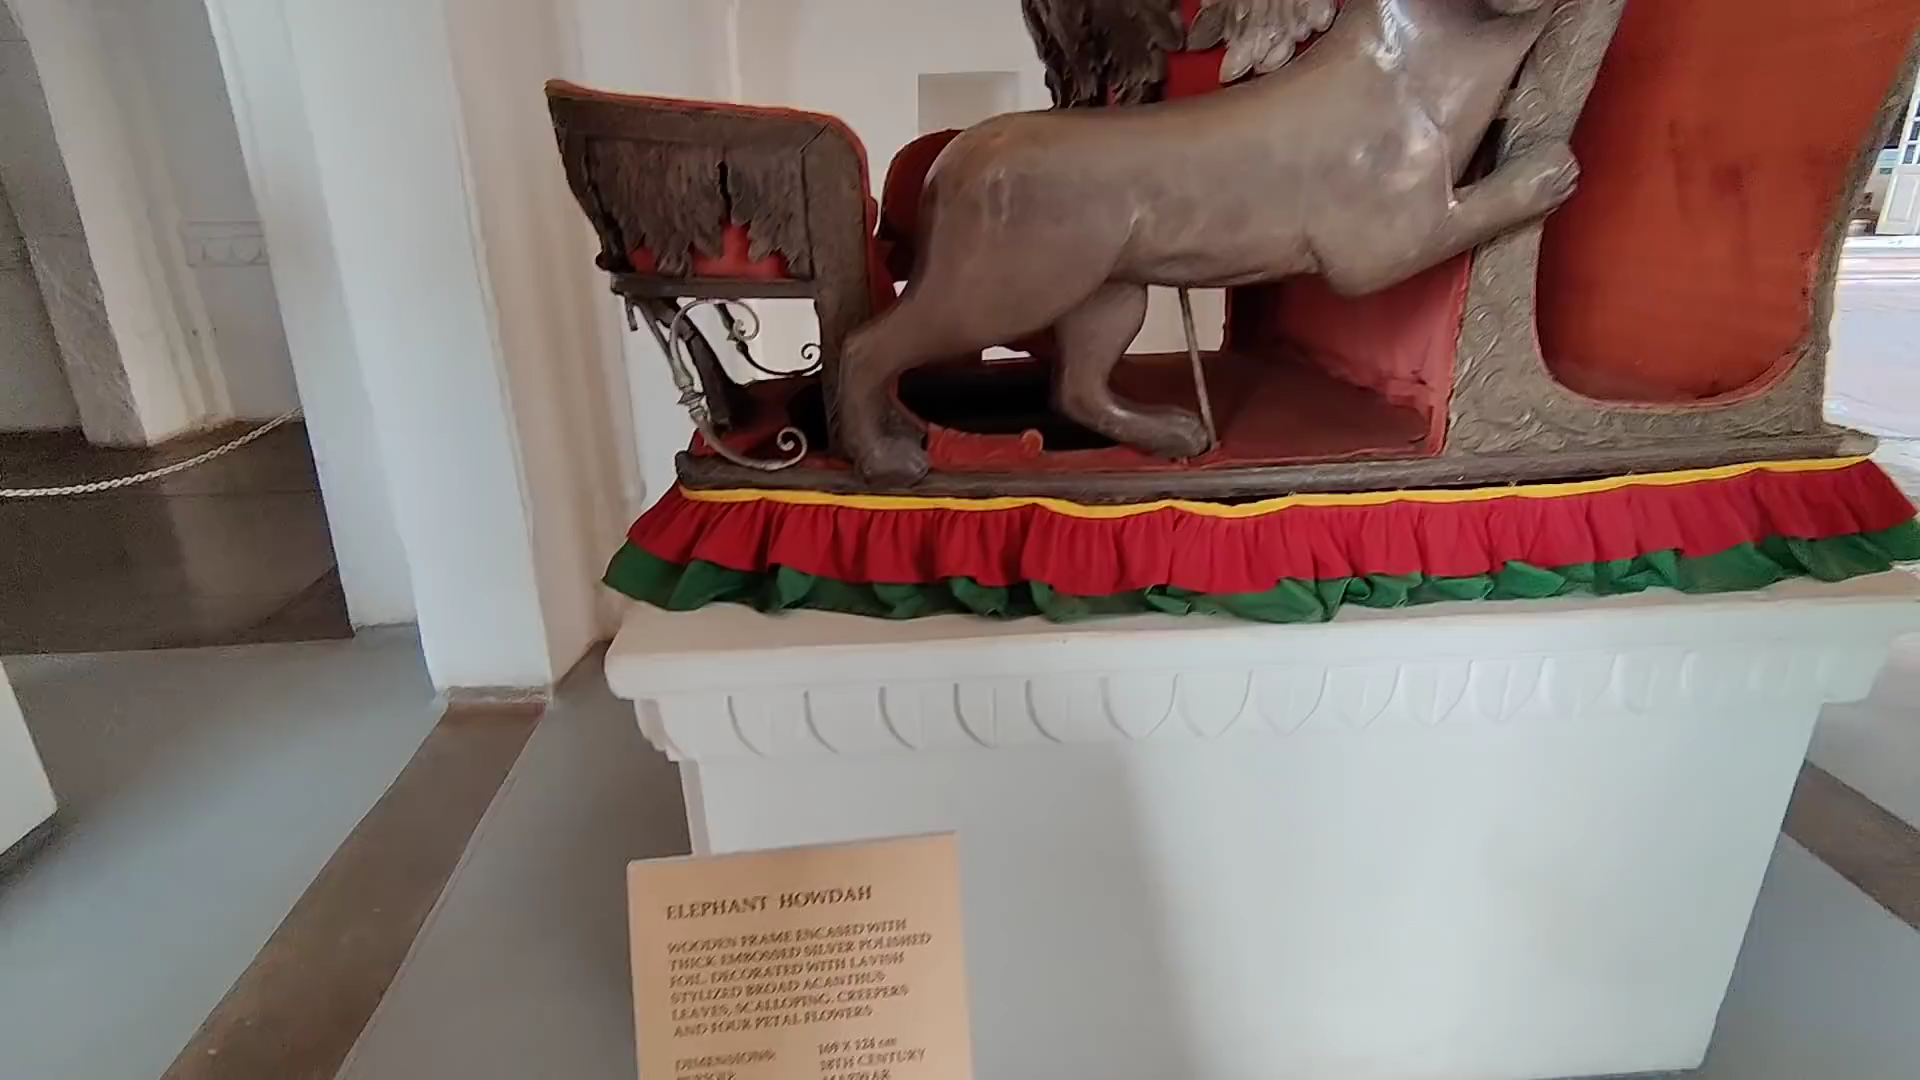 ELEPHANT HOWDAH
WOODEN FRAME ENCASED WITH
THICK EMBOSSED SILVER POLISHED
FOIL. DECORATED WITH LAVISH
STYLIZED BROAD ACANTHUS
LEAVES, SCALLOPING, CREEPERS
AND FOUR PETAL FLOWERS
DIMENSIONS: 169 X 124 cm
18TH CENTURY